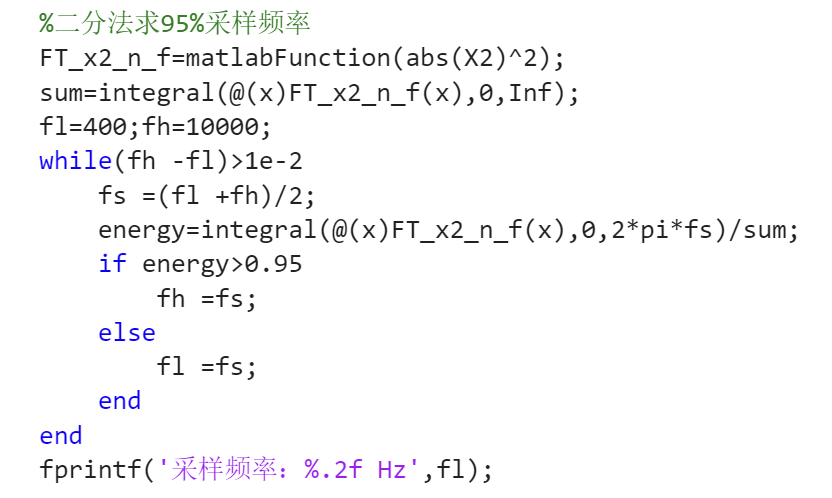 %二分法求95%采样频率
FT_x2_n_f=matlabFunction(abs(X2)^2);
sum=integral(@(x)FT_x2_n_f(x),0,Inf);
fl=400;fh=10000;
while(fh -fl)>1e-2
    fs =(fl +fh)/2;
    energy=integral(@(x)FT_x2_n_f(x),0,2*pi*fs)/sum;
    if energy>0.95
        fh =fs;
    else
        fl =fs;
    end
end
fprintf('采样频率：%.2f Hz',fl);